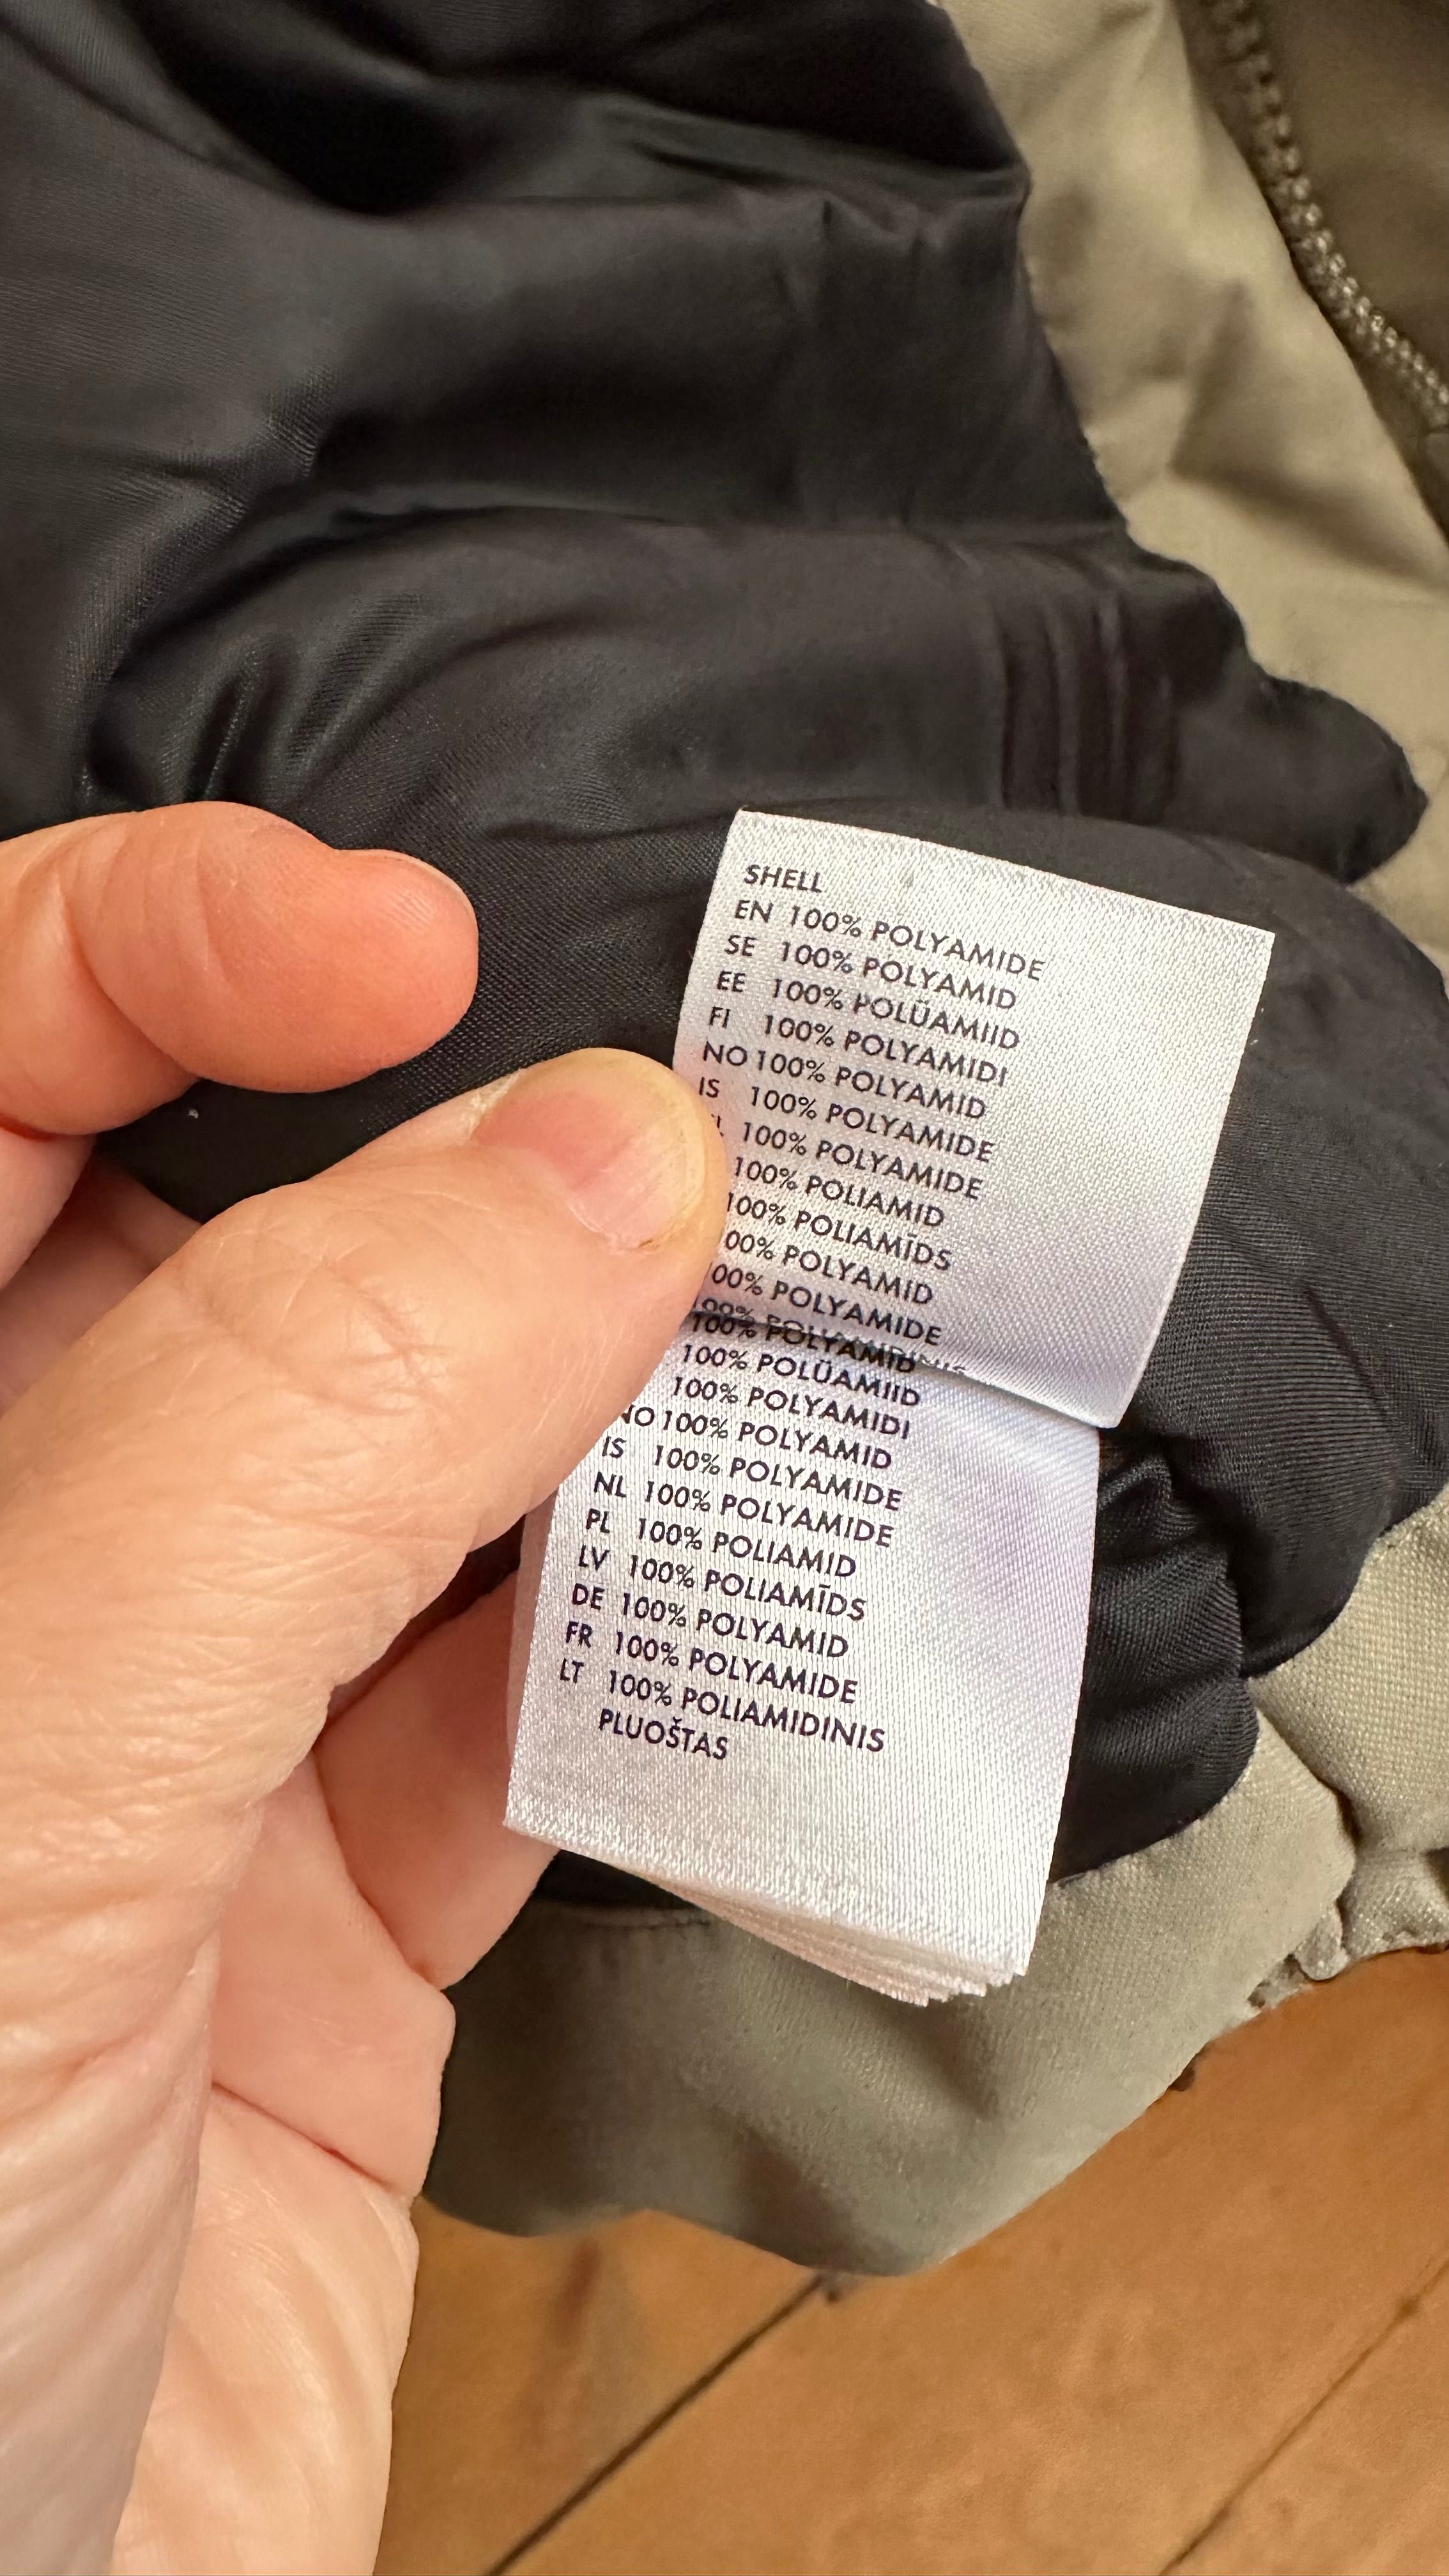 SHELL
EN 100% POLYAMIDE
SE 100% POLYAMID
EE 100% POLÜAMIID
FI 100% POLYAMIDI
NO 100% POLYAMID
IS 100% POLYAMIDE
100% POLYAMIDE
100% POLIAMID
100% POLIAMĪDS
00% POLYAMID
00% POLYAMIDE
100% POLYAMID
100% POLÜAMIID
100% POLYAMIDI
NO 100% POLYAMID
IS 100% POLYAMIDE
NL 100% POLYAMIDE
PL 100% POLIAMID
LV 100% POLIAMĪDS
DE 100% POLYAMID
FR 100% POLYAMIDE
LT 100% POLIAMIDINIS
PLUOŠTAS